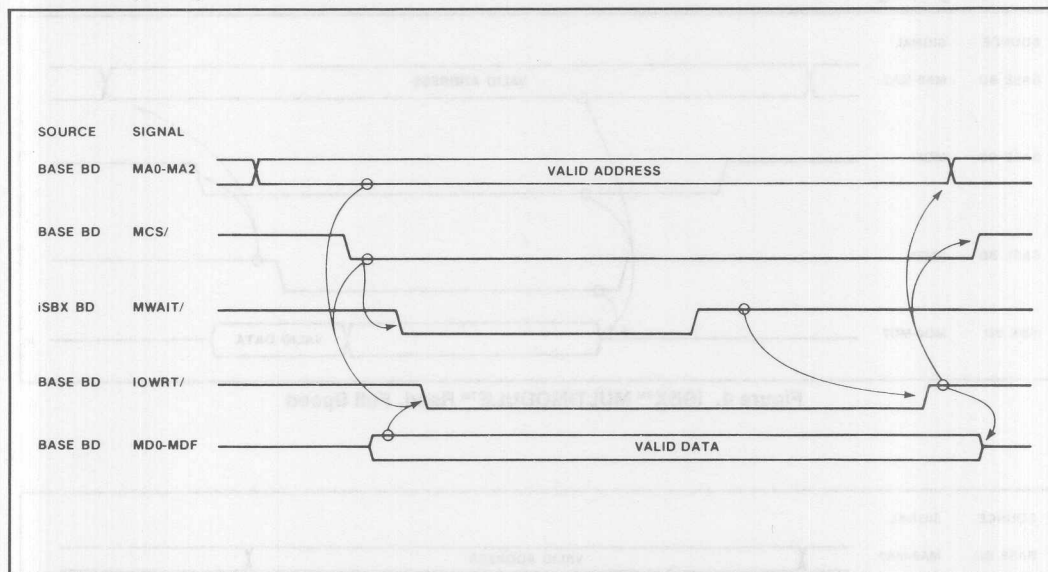 SOURCE SIGNAL
BASE BD MA0-MA2 VALID ADDRESS
BASE BD MCS/
iSBX BD MWAIT/
BASE BD IOWRT/
BASE BD MD0-MDF VALID DATA